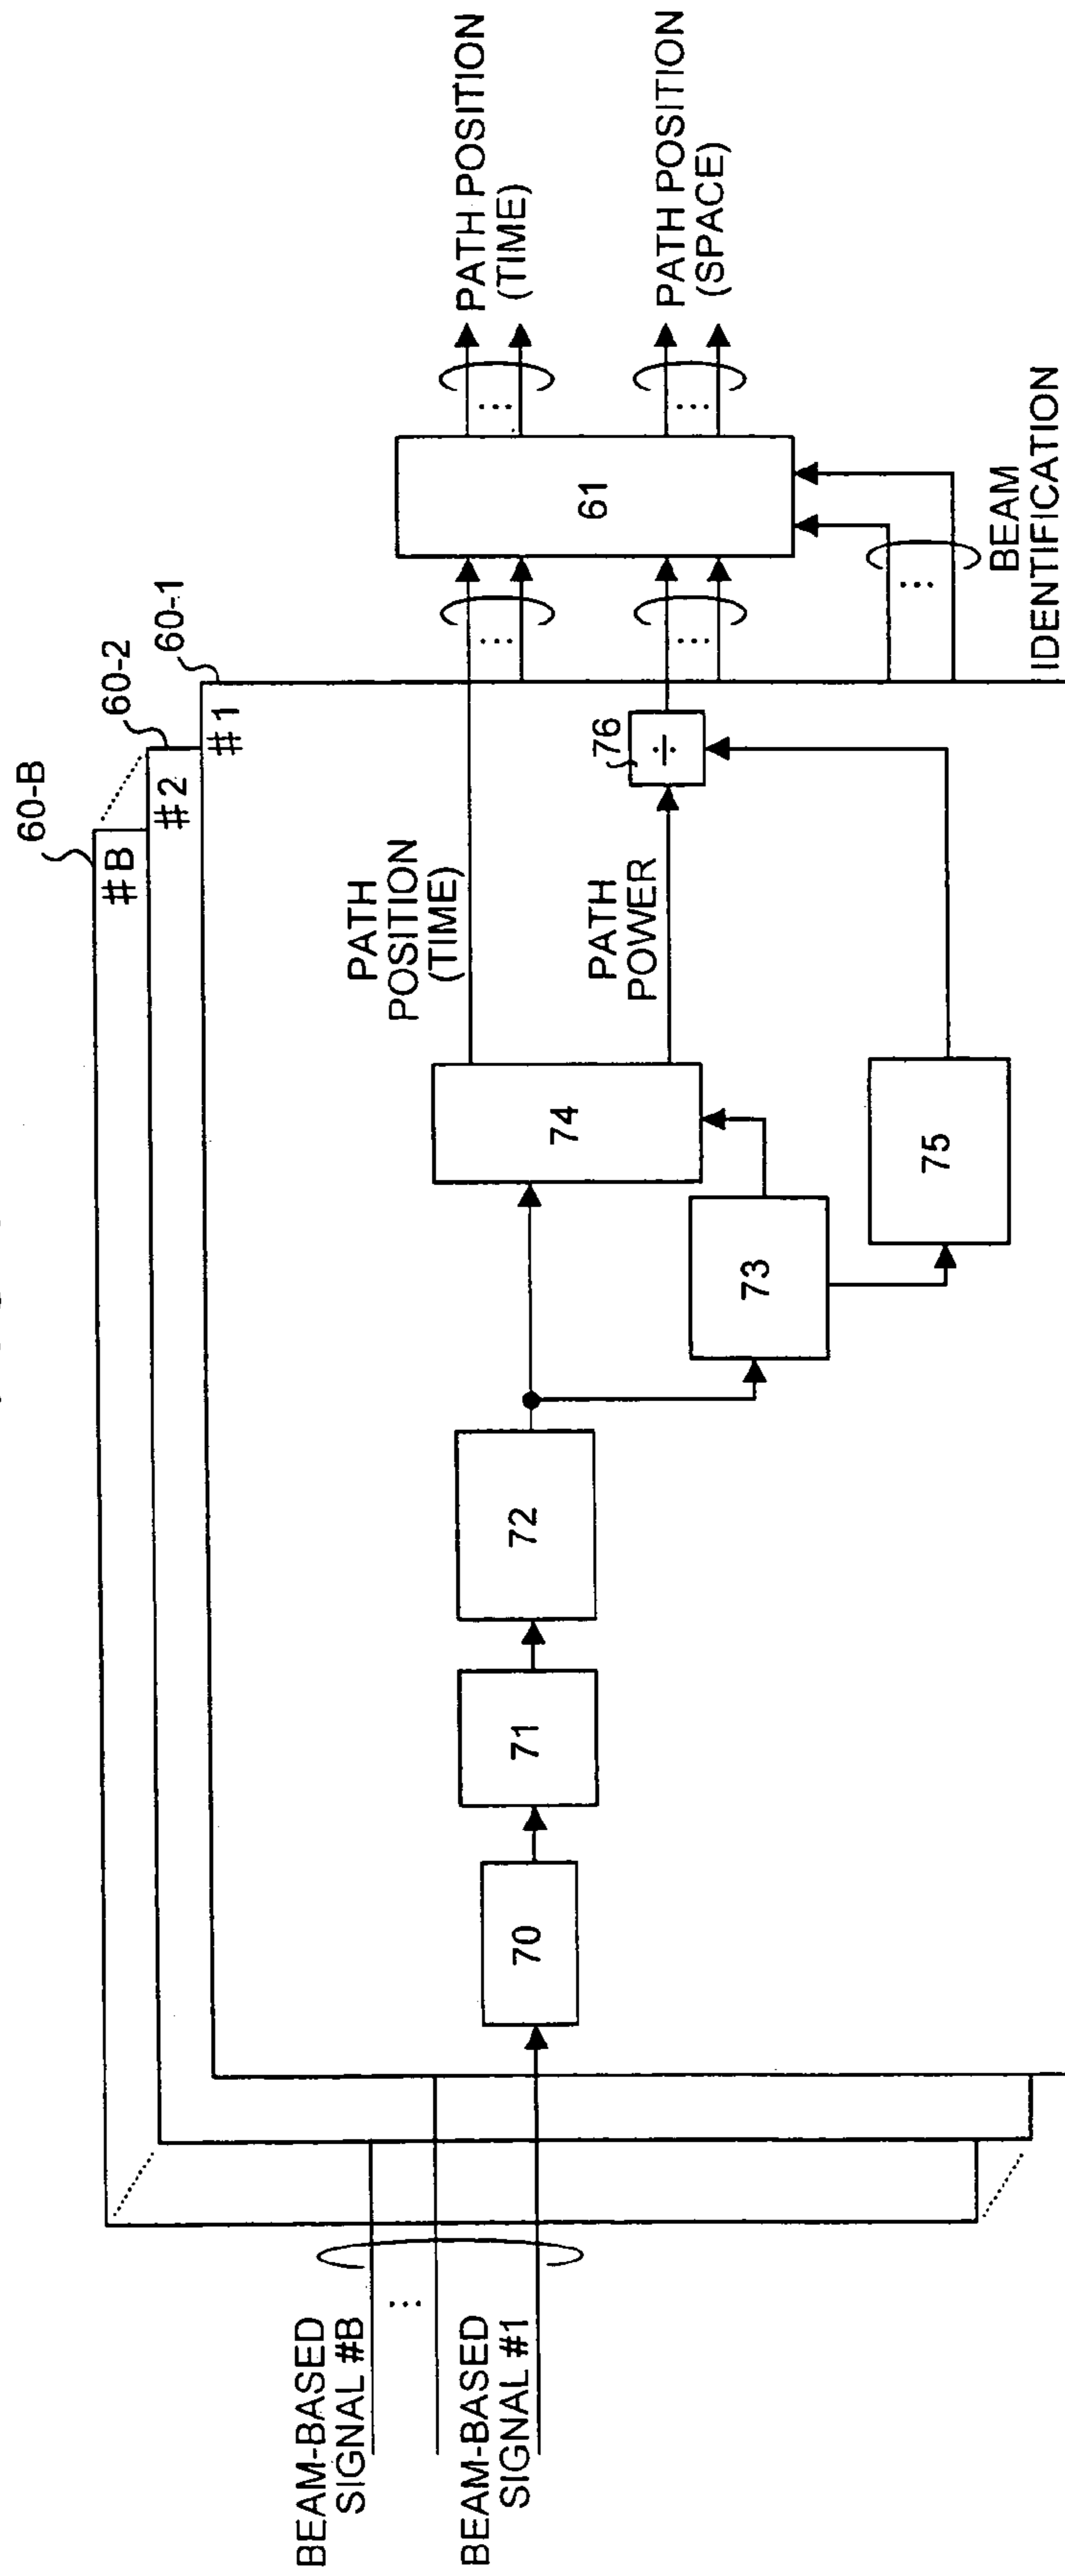 60-B
60-2
60-1
#B
#2
#1
BEAM-BASED
SIGNAL #B
BEAM-BASED
SIGNAL #1
70
71
72
73
74
75
76
÷
PATH
POSITION
(TIME)
PATH
POWER
61
PATH POSITION
(TIME)
PATH POSITION
(SPACE)
BEAM
IDENTIFICATION